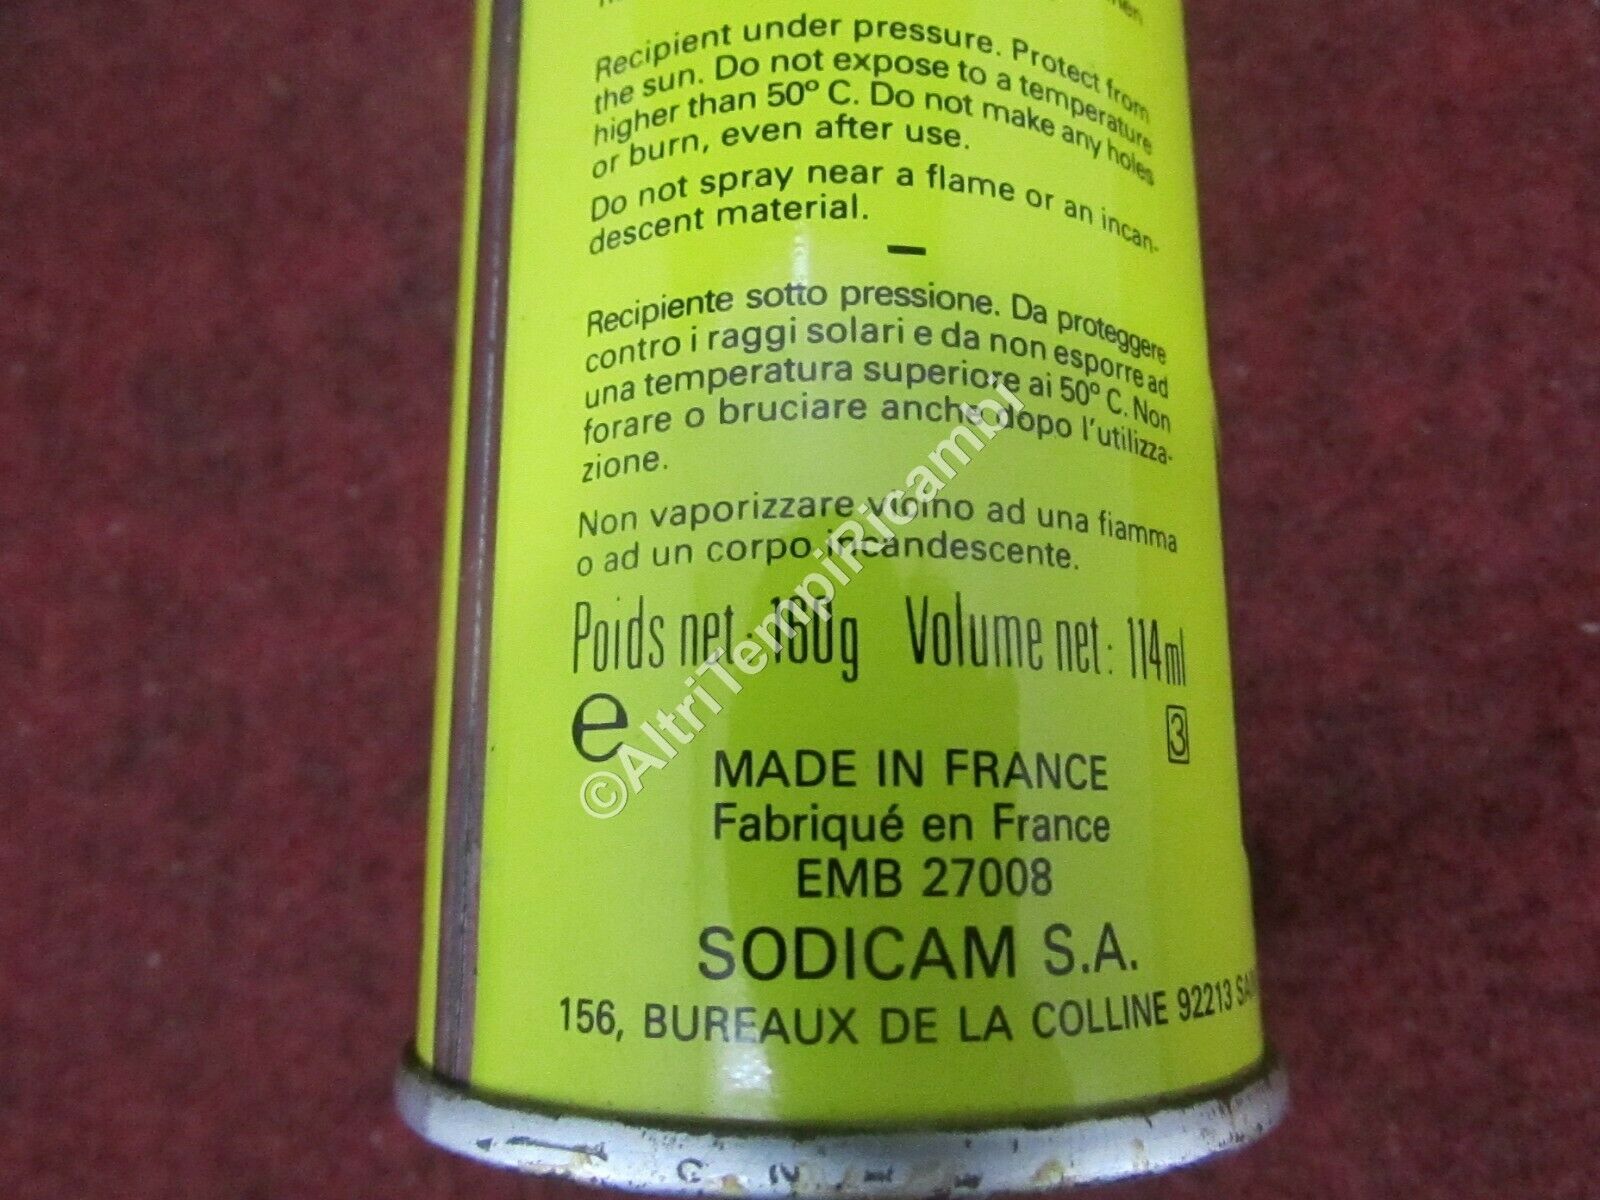 Recipient under pressure. Protect from
the sun. Do not expose to a temperature
higher than 50° C. Do not make any holes
or burn, even after use.
Do not spray near a flame or an incan-
descent material.
Recipiente sotto pressione. Da proteggere
contro i raggi solari e da non esporre ad
una temperatura superiore ai 50° C. Non
forare o bruciare anche dopo l'utilizza-
zione.
Non vaporizzare vicino ad una fiamma
o ad un corpo incandescente.
Poids net: Volume net: 114ml
e 3
MADE IN FRANCE
Fabriqué en France
EMB 27008
SODICAM S.A.
156, BUREAUX DE LA COLLINE 92213
©AltriTempiRicambi